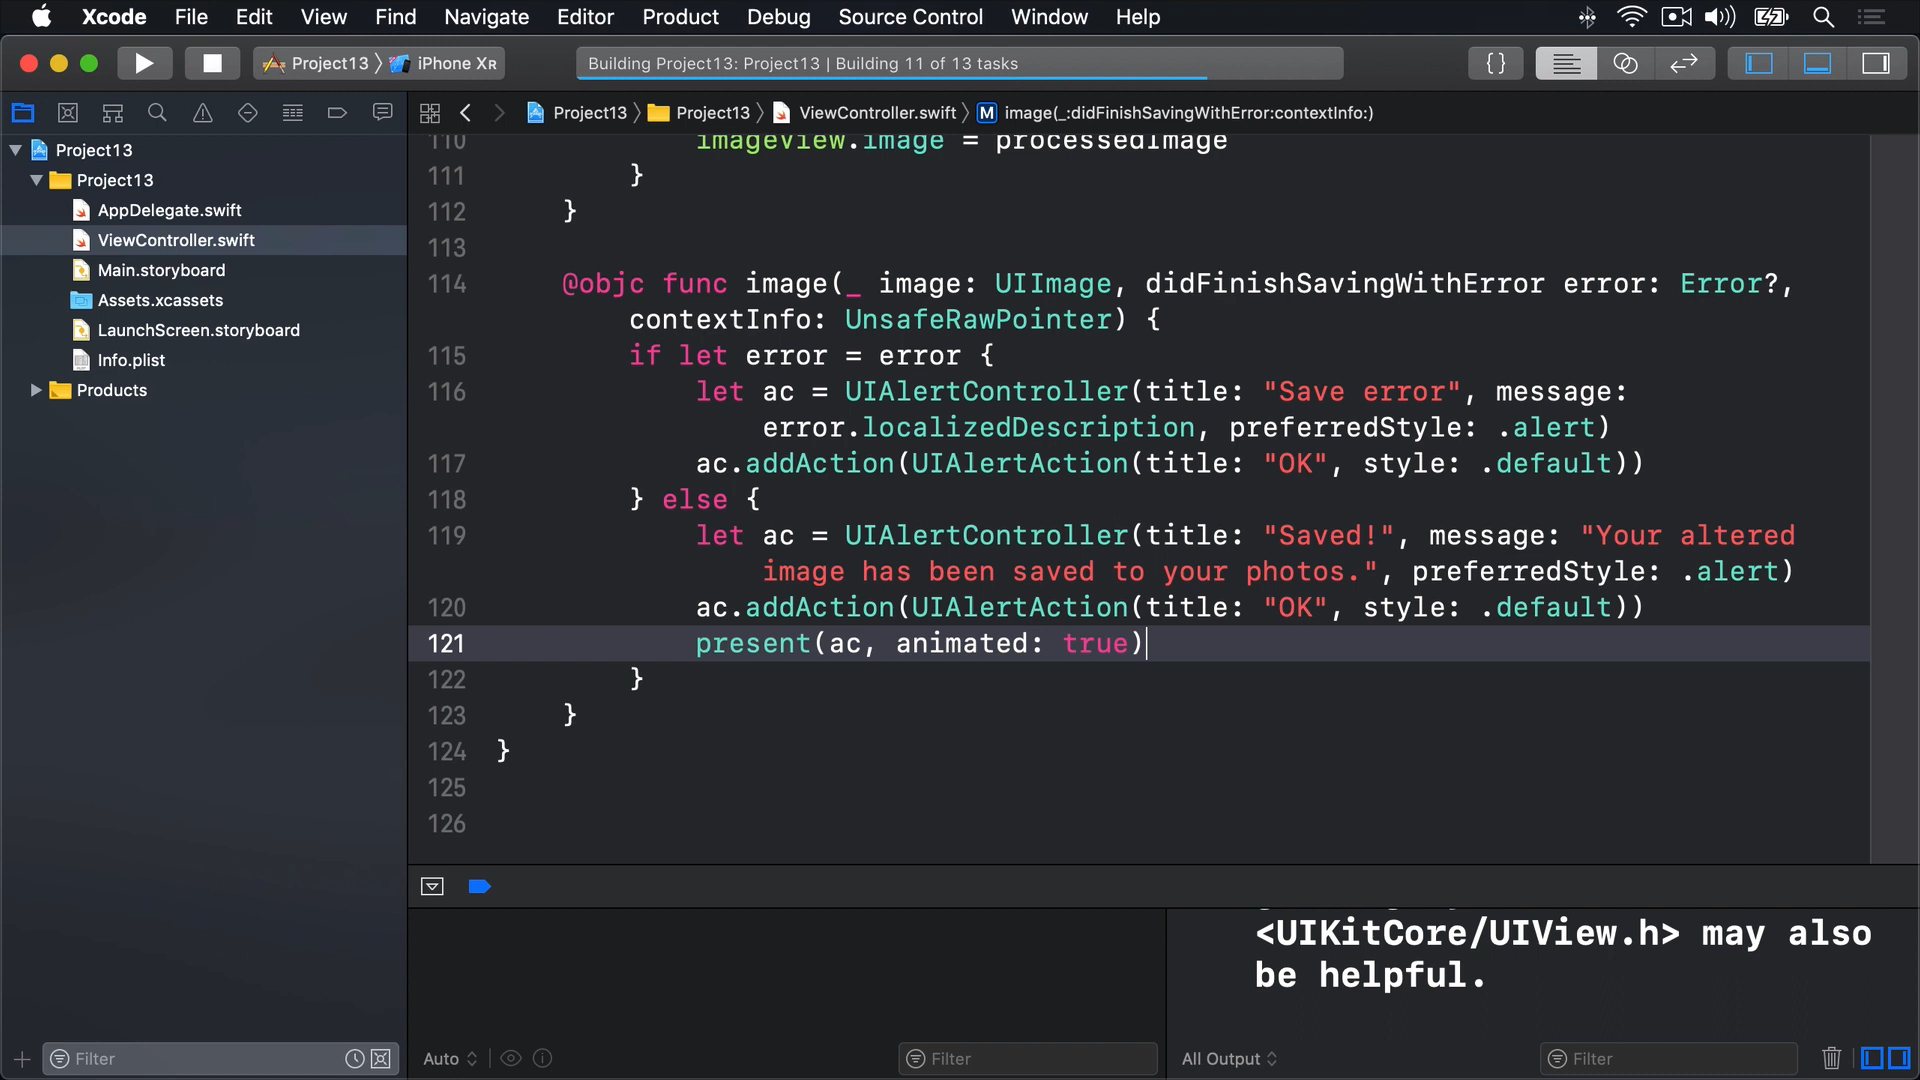 Xcode File Edit View Find Navigate Editor Product Debug Source Control Window Help
Project13 iPhone XR Building Project13: Project13 | Building 11 of 13 tasks {}
Project13 Project13 ViewController.swift M image(_:didFinishSavingWithError:contextInfo:)
Project13
Project13
AppDelegate.swift
ViewController.swift
Main.storyboard
Assets.xcassets
LaunchScreen.storyboard
Info.plist
Products
110 imageView.image = processedImage
111 }
112 }
113
114 @objc func image(_ image: UIImage, didFinishSavingWithError error: Error?,
contextInfo: UnsafeRawPointer) {
115 if let error = error {
116 let ac = UIAlertController(title: "Save error", message:
error.localizedDescription, preferredStyle: .alert)
117 ac.addAction(UIAlertAction(title: "OK", style: .default))
118 } else {
119 let ac = UIAlertController(title: "Saved!", message: "Your altered
image has been saved to your photos.", preferredStyle: .alert)
120 ac.addAction(UIAlertAction(title: "OK", style: .default))
121 present(ac, animated: true)
122 }
123 }
124 }
125
126
<UIKitCore/UIView.h> may also
be helpful.
Filter Auto Filter All Output Filter